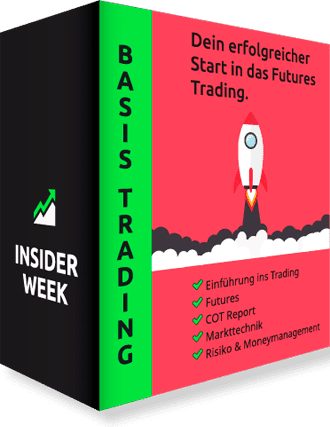 INSIDER
WEEK
BASIS TRADING
Dein erfolgreicher
Start in das Futures
Trading.
Einführung ins Trading
Futures
COT Report
Markttechnik
Risiko & Moneymanagement